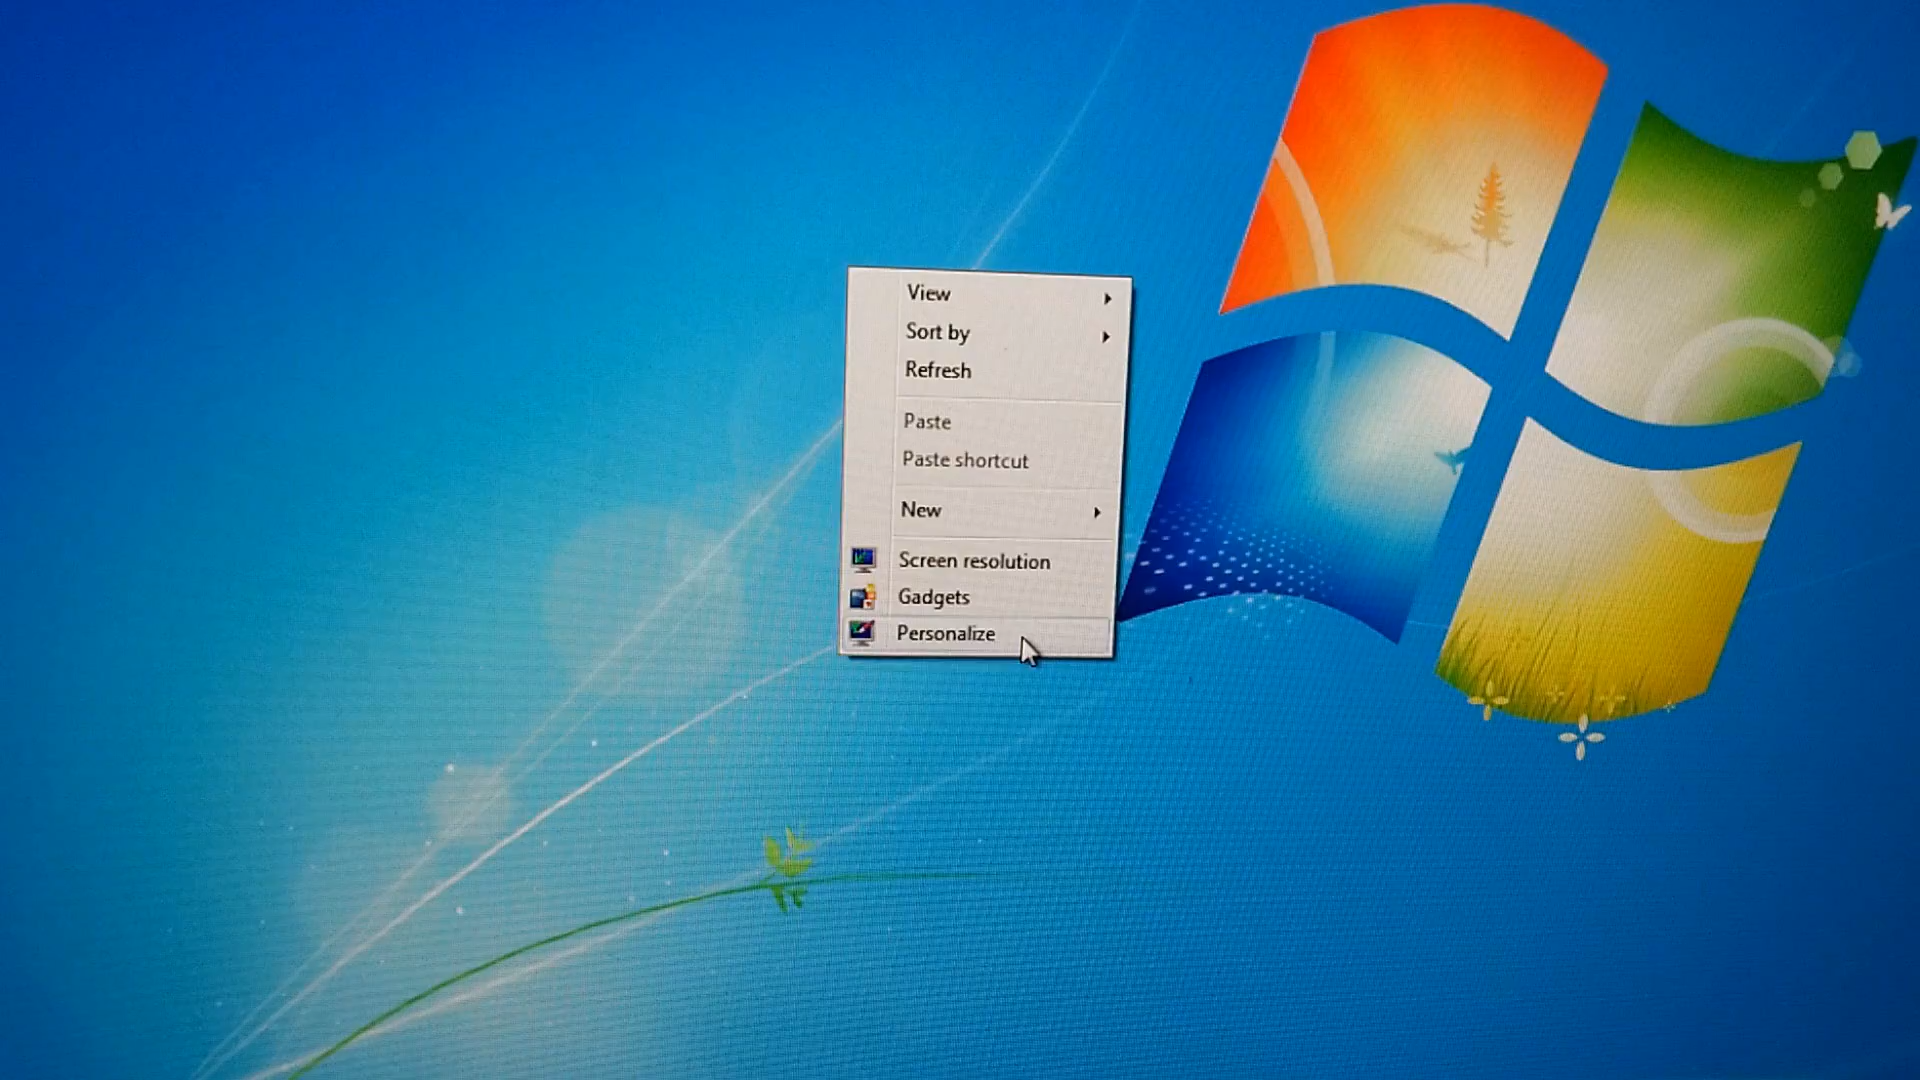 View
Sort by
Refresh
Paste
Paste shortcut
New
Screen resolution
Gadgets
Personalize